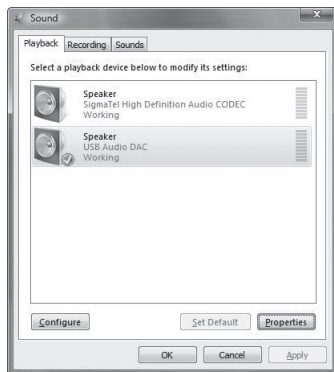 Sound
Playback Recording Sounds
Select a playback device below to modify its settings:
Speaker
SigmaTel High Definition Audio CODEC
Working
Speaker
USB Audio DAC
Working
Configure Set Default Properties
OK Cancel Apply